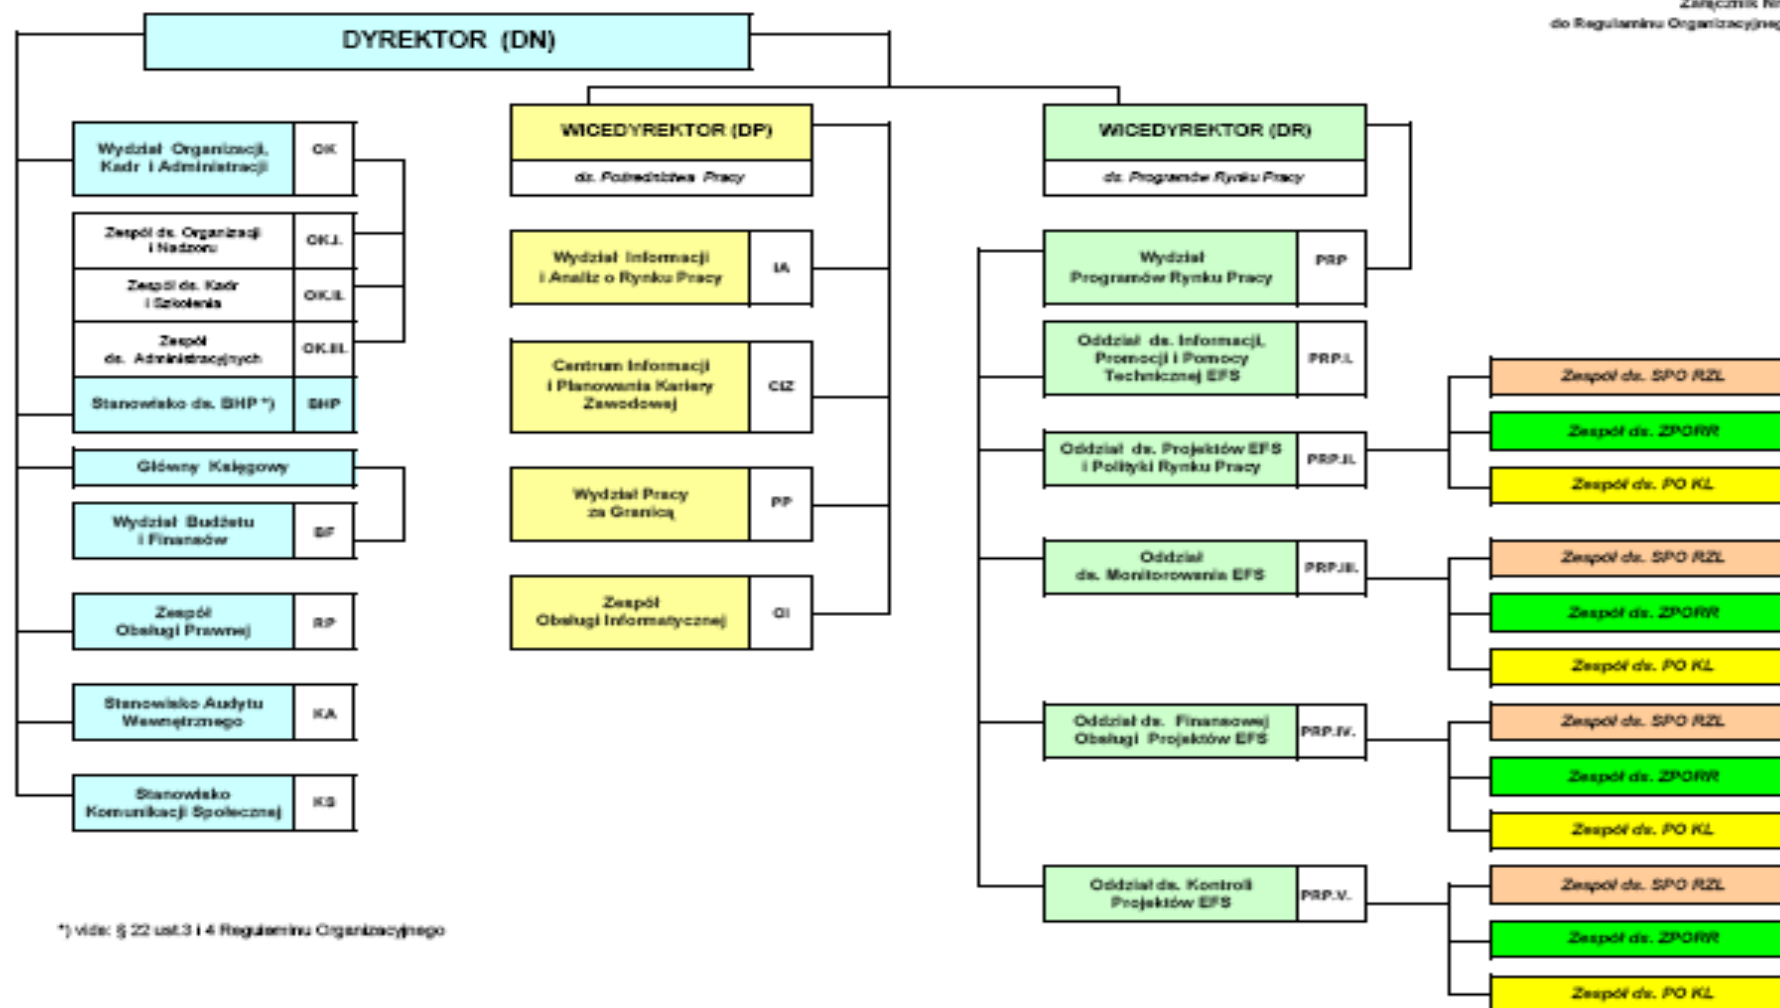 Załącznik Nr
do Regulaminu Organizacyjneg
DYREKTOR (DN)
Wydział Organizacji,
Kadr i Administracji
OK
Zespół ds. Organizacji
i Nadzoru
OK.I.
Zespół ds. Kadr
i Szkolenia
OK.II.
Zespół
ds. Administracyjnych
OK.III.
Stanowisko ds. BHP *)
BHP
Główny Księgowy
Wydział Budżetu
i Finansów
BF
Zespół
Obsługi Prawnej
RP
Stanowisko Audytu
Wewnętrznego
KA
Stanowisko
Komunikacji Społecznej
KS
*) vide: § 22 ust.3 i 4 Regulaminu Organizacyjnego
WICEDYREKTOR (DP)
ds. Pośrednictwa Pracy
Wydział Informacji
i Analiz o Rynku Pracy
IA
Centrum Informacji
i Planowania Kariery
Zawodowej
CIZ
Wydział Pracy
za Granicą
PP
Zespół
Obsługi Informatycznej
OI
WICEDYREKTOR (DR)
ds. Programów Rynku Pracy
Wydział
Programów Rynku Pracy
PRP
Oddział ds. Informacji,
Promocji i Pomocy
Technicznej EFS
PRP.I.
Oddział ds. Projektów EFS
i Polityki Rynku Pracy
PRP.II.
Zespół ds. SPO RZL
Zespół ds. ZPORR
Zespół ds. PO KL
Oddział
ds. Monitorowania EFS
PRP.III.
Zespół ds. SPO RZL
Zespół ds. ZPORR
Zespół ds. PO KL
Oddział ds. Finansowej
Obsługi Projektów EFS
PRP.IV.
Zespół ds. SPO RZL
Zespół ds. ZPORR
Zespół ds. PO KL
Oddział ds. Kontroli
Projektów EFS
PRP.V.
Zespół ds. SPO RZL
Zespół ds. ZPORR
Zespół ds. PO KL